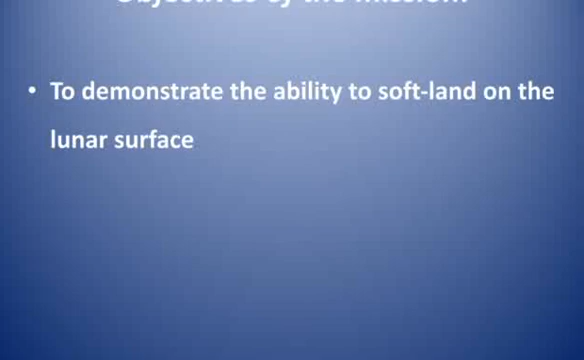 Objectives of the mission:
• To demonstrate the ability to soft-land on the
lunar surface